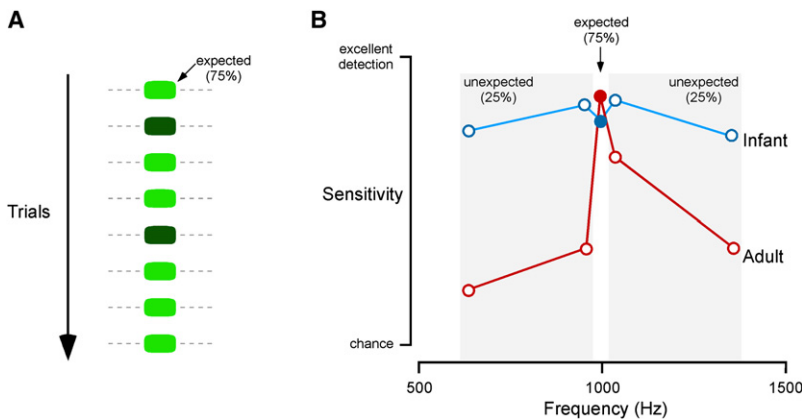 A
expected
(75%)
Trials
B
expected
(75%)
excellent
detection
unexpected
(25%)
unexpected
(25%)
Infant
Sensitivity
Adult
chance
500
1000
1500
Frequency (Hz)